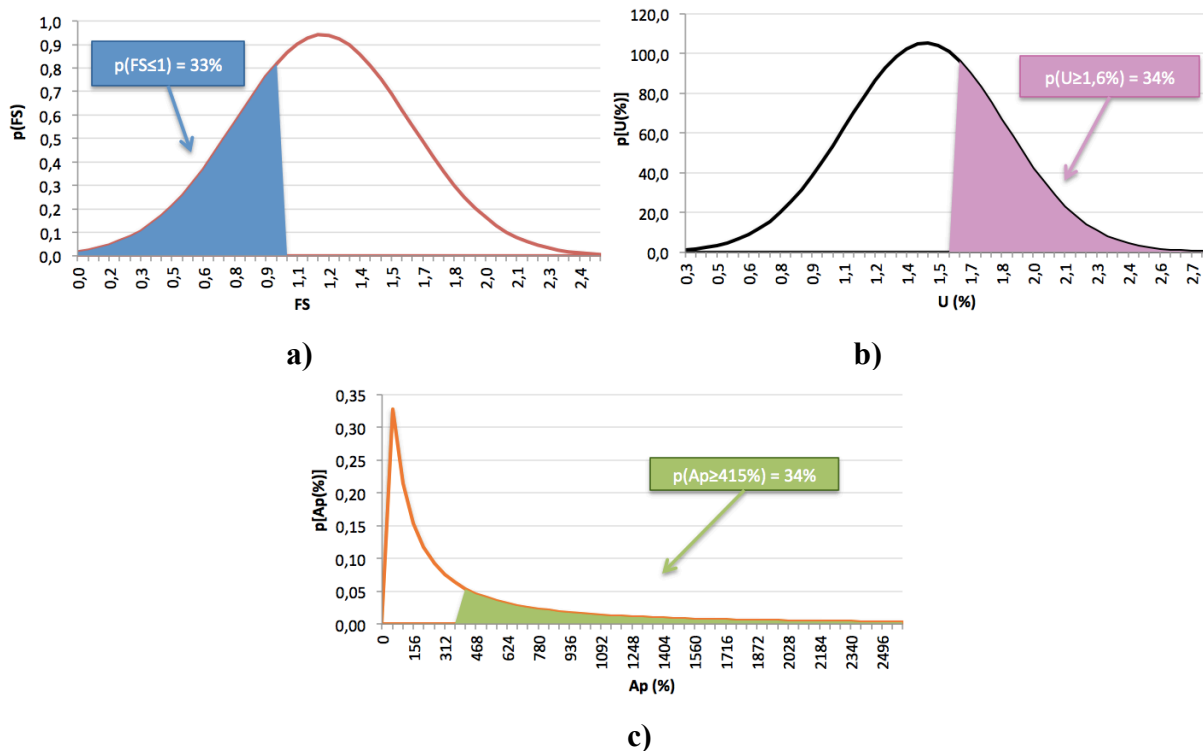 1,0
0,9
0,8
0,7
0,6
0,5
0,4
0,3
0,2
0,1
0,0
p(FS)
p(FS≤1) = 33%
0,0 0,2 0,3 0,5 0,6 0,8 0,9 1,1 1,2 1,4 1,5 1,7 1,8 2,0 2,1 2,3 2,4
FS
a)
120,0
100,0
80,0
60,0
40,0
20,0
0,0
p[U(%)]
p(U≥1,6%) = 34%
0,3 0,5 0,6 0,8 0,9 1,1 1,2 1,4 1,5 1,7 1,8 2,0 2,1 2,3 2,4 2,6 2,7
U (%)
b)
0,35
0,30
0,25
0,20
0,15
0,10
0,05
0,00
p[Ap(%)]
p(Ap≥415%) = 34%
0 156 312 468 624 780 936 1092 1248 1404 1560 1716 1872 2028 2184 2340 2496
Ap (%)
c)